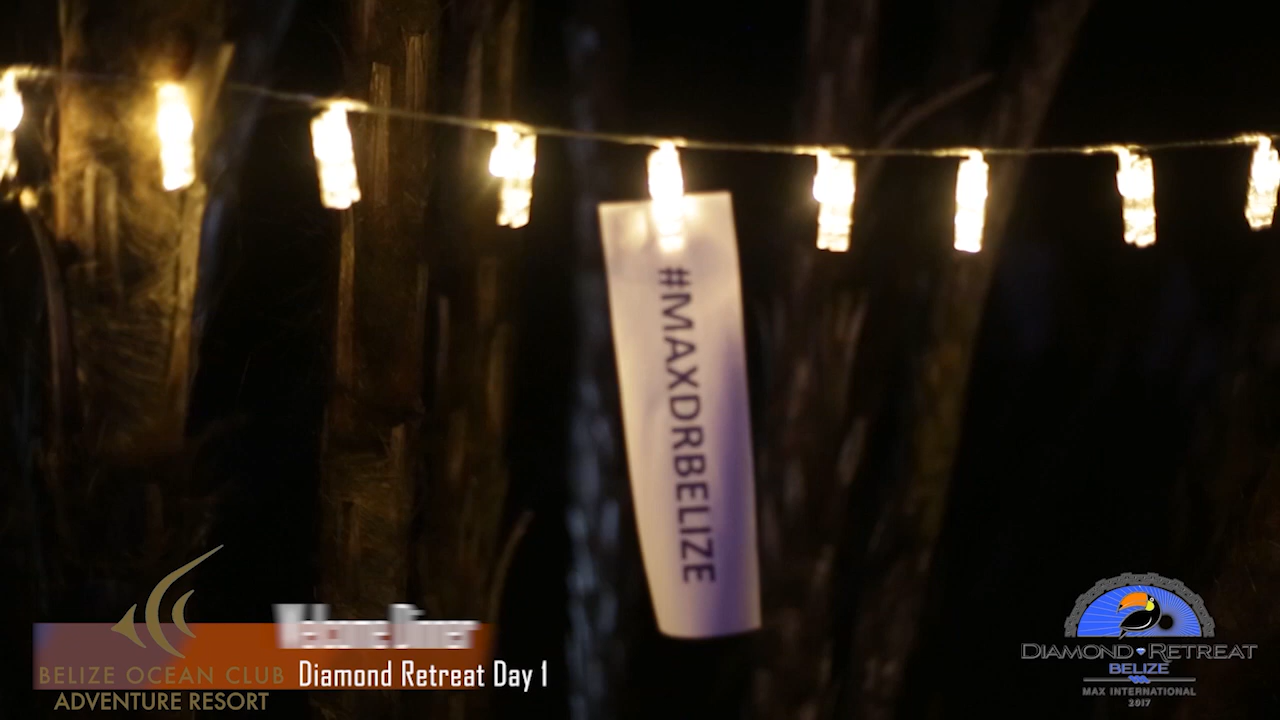 #MAXDRBELIZE
Welcome Dinner
Diamond Retreat Day 1
BELIZE OCEAN CLUB
ADVENTURE RESORT
DIAMOND RETREAT
BELIZE
MAX INTERNATIONAL
2017